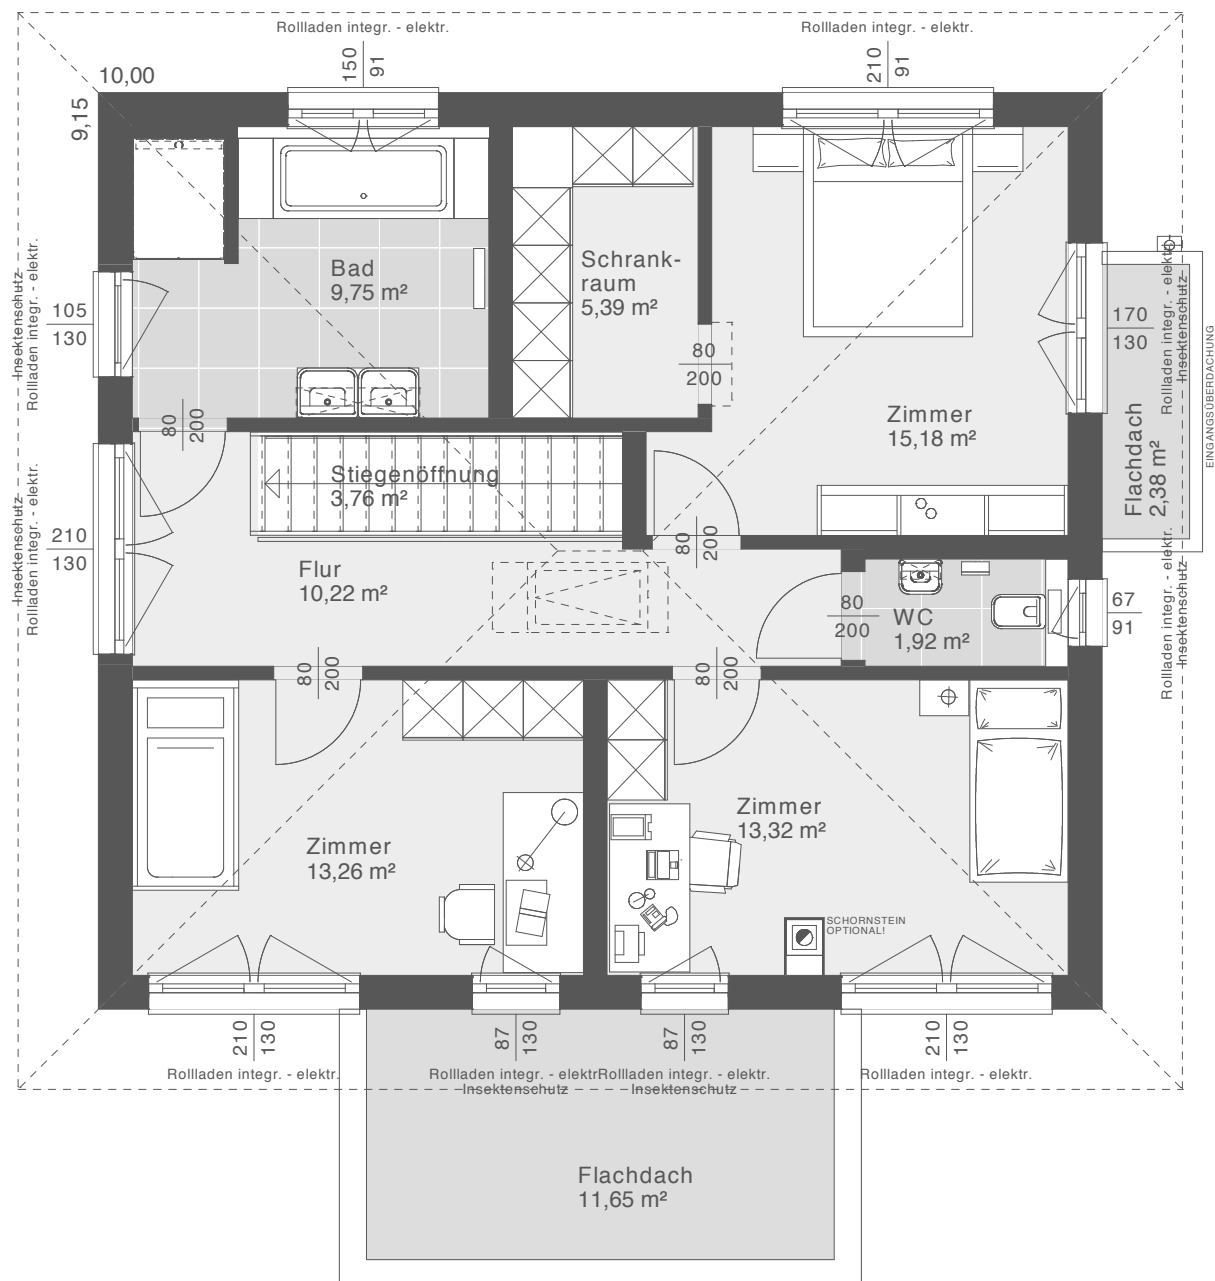 Rollladen integr. - elektr.
Rollladen integr. - elektr.
150
91
210
91
10,00
9,15
Insektenschutz
Rollladen integr. - elektr.
105
130
Bad
9,75 m²
Schrank-
raum
5,39 m²
80
200
Zimmer
15,18 m²
170
130
Rollladen integr. - elektr.
Insektenschutz
Flachdach
2,38 m²
EINGANGSÜBERDACHUNG
80
200
Stiegenöffnung
3,76 m²
Insektenschutz
Rollladen integr. - elektr.
210
130
Flur
10,22 m²
80
200
80
200
WC
1,92 m²
67
91
Rollladen integr. - elektr.
Insektenschutz
80
200
80
200
Zimmer
13,26 m²
Zimmer
13,32 m²
SCHORNSTEIN
OPTIONAL!
210
130
87
130
87
130
210
130
Rollladen integr. - elektr.
Rollladen integr. - elektr
Insektenschutz
Rollladen integr. - elektr.
Insektenschutz
Rollladen integr. - elektr.
Flachdach
11,65 m²